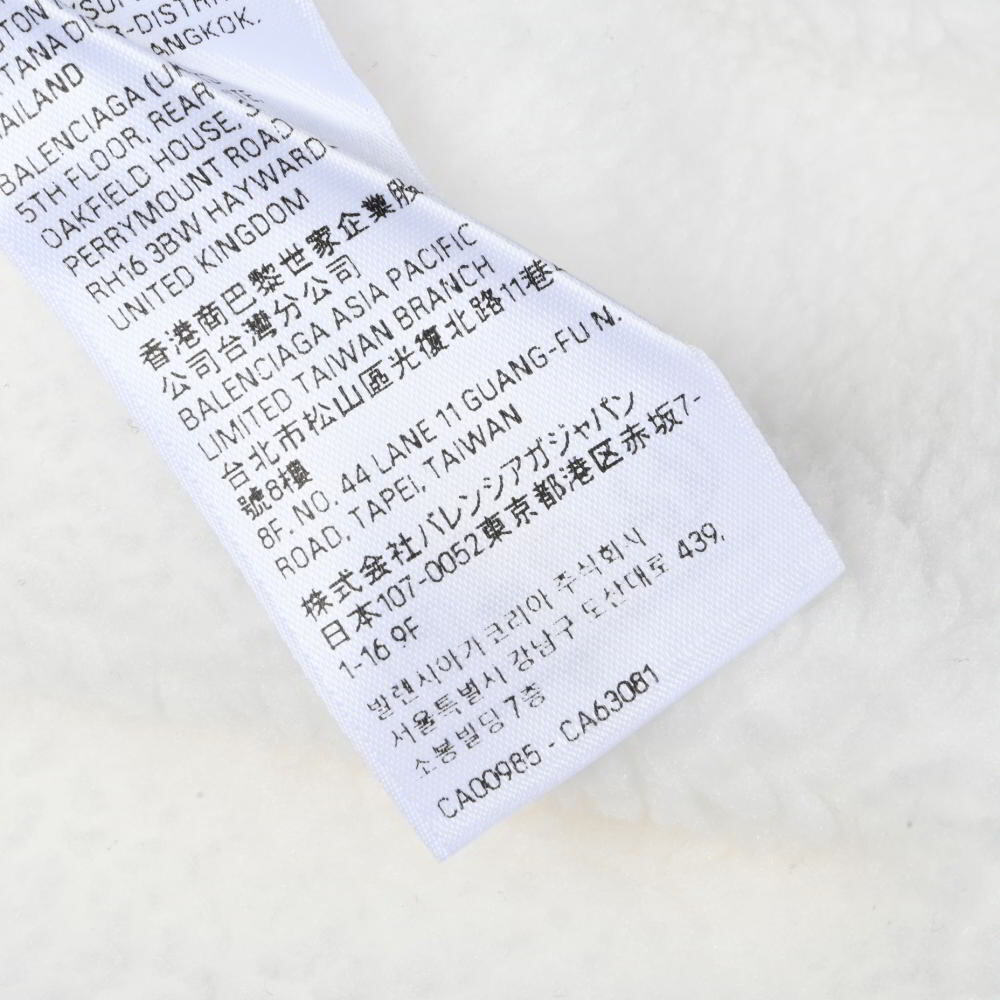 BALENCIAGA
5TH FLOOR, REAR
OAKFIELD HOUSE,
PERRYMOUNT ROAD
RH16 3BW HAYWARD
UNITED KINGDOM
香港商巴黎世家企業服
公司台灣分公司
BALENCIAGA ASIA PACIFIC
LIMITED TAIWAN BRANCH
台北市松山區光復北路11巷
號8樓
8F. NO. 44 LANE 11 GUANG-FU N.
ROAD, TAPEI, TAIWAN
株式会社バレンシアガジャパン
日本107-0052東京都港区赤坂7-
1-16 9F
발렌시아가코리아 주식회사
서울특별시 강남구 도산대로 439,
소봉빌딩 7층
CA00985 - CA63081